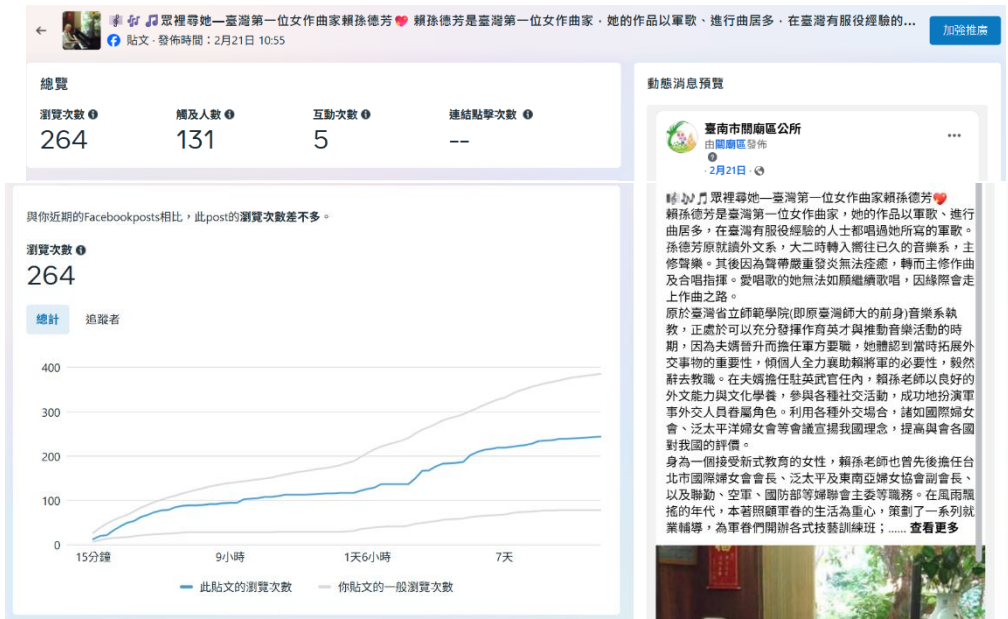 ←
🎼 🎻 🎵眾裡尋她—臺灣第一位女作曲家賴孫德芳💖 賴孫德芳是臺灣第一位女作曲家，她的作品以軍歌、進行曲居多，在臺灣有服役經驗的...
貼文 · 發佈時間：2月21日 10:55
加強推廣
總覽
瀏覽次數
264
觸及人數
131
互動次數
5
連結點擊次數
--
與你近期的Facebookposts相比，此post的瀏覽次數差不多。
瀏覽次數
264
總計
追蹤者
400
300
200
100
0
15分鐘
9小時
1天6小時
7天
此貼文的瀏覽次數
你貼文的一般瀏覽次數
動態消息預覽
臺南市關廟區公所
由關廟區發佈
· 2月21日 ·
🎼🎶🎵眾裡尋她—臺灣第一位女作曲家賴孫德芳💖
賴孫德芳是臺灣第一位女作曲家，她的作品以軍歌、進行
曲居多，在臺灣有服役經驗的人士都唱過她所寫的軍歌。
孫德芳原就讀外文系，大二時轉入嚮往已久的音樂系，主
修聲樂。其後因為聲帶嚴重發炎無法痊癒，轉而主修作曲
及合唱指揮。愛唱歌的她無法如願繼續歌唱，因緣際會走
上作曲之路。
原於臺灣省立師範學院(即原臺灣師大的前身)音樂系執
教，正處於可以充分發揮作育英才與推動音樂活動的時
期，因為夫婿晉升而擔任軍方要職，她體認到當時拓展外
交事物的重要性，傾個人全力襄助賴將軍的必要性，毅然
辭去教職。在夫婿擔任駐英武官任內，賴孫老師以良好的
外文能力與文化學養，參與各種社交活動，成功地扮演軍
事外交人員眷屬角色。利用各種外交場合，諸如國際婦女
會、泛太平洋婦女會等會議宣揚我國理念，提高與會各國
對我國的評價。
身為一個接受新式教育的女性，賴孫老師也曾先後擔任台
北市國際婦女會會長、泛太平及東南亞婦女協會副會長、
以及聯勤、空軍、國防部等婦聯會主委等職務。在風雨飄
搖的年代，本著照顧軍眷的生活為重心，策劃了一系列就
業輔導，為軍眷們開辦各式技藝訓練班；...... 查看更多